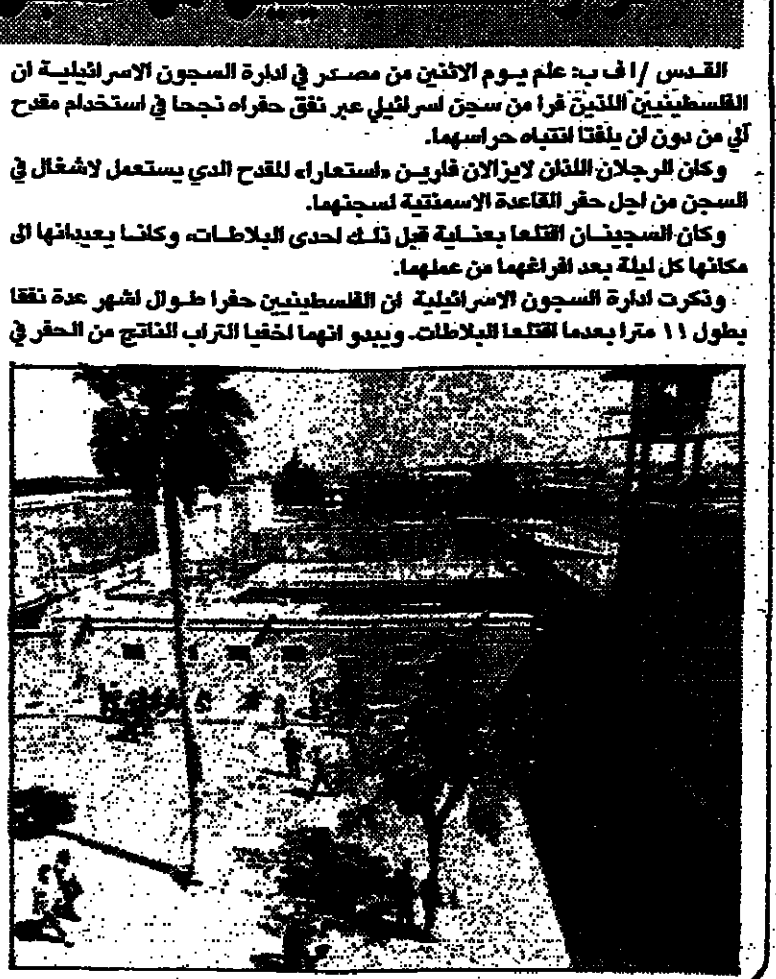 القدس /ا ف ب: علم يوم الاثنين من مصدر في ادارة السجون الاسرائيلية ان
الفلسطينيين اللذين فرا من سجن اسرائيلي عبر نفق حفراه نجحا في استخدام مقدح
آلي من دون ان يلفتا انتباه حراسهما.
وكان الرجلان اللذان لايزالان فارين «استعارا» المقدح الذي يستعمل لاشغال في
السجن من اجل حفر القاعدة الاسمنتية لسجنهما.
وكان السجينان اقتلعا بعناية قبل ذلك احدى البلاطات، وكانا يعيدانها الى
مكانها كل ليلة بعد افراغهما من عملهما.
وذكرت ادارة السجون الاسرائيلية ان الفلسطينيين حفرا طوال اشهر عدة نفقا
بطول ١١ مترا بعدما اقتلعا البلاطات. ويبدو انهما اخفيا التراب الناتج من الحفر في